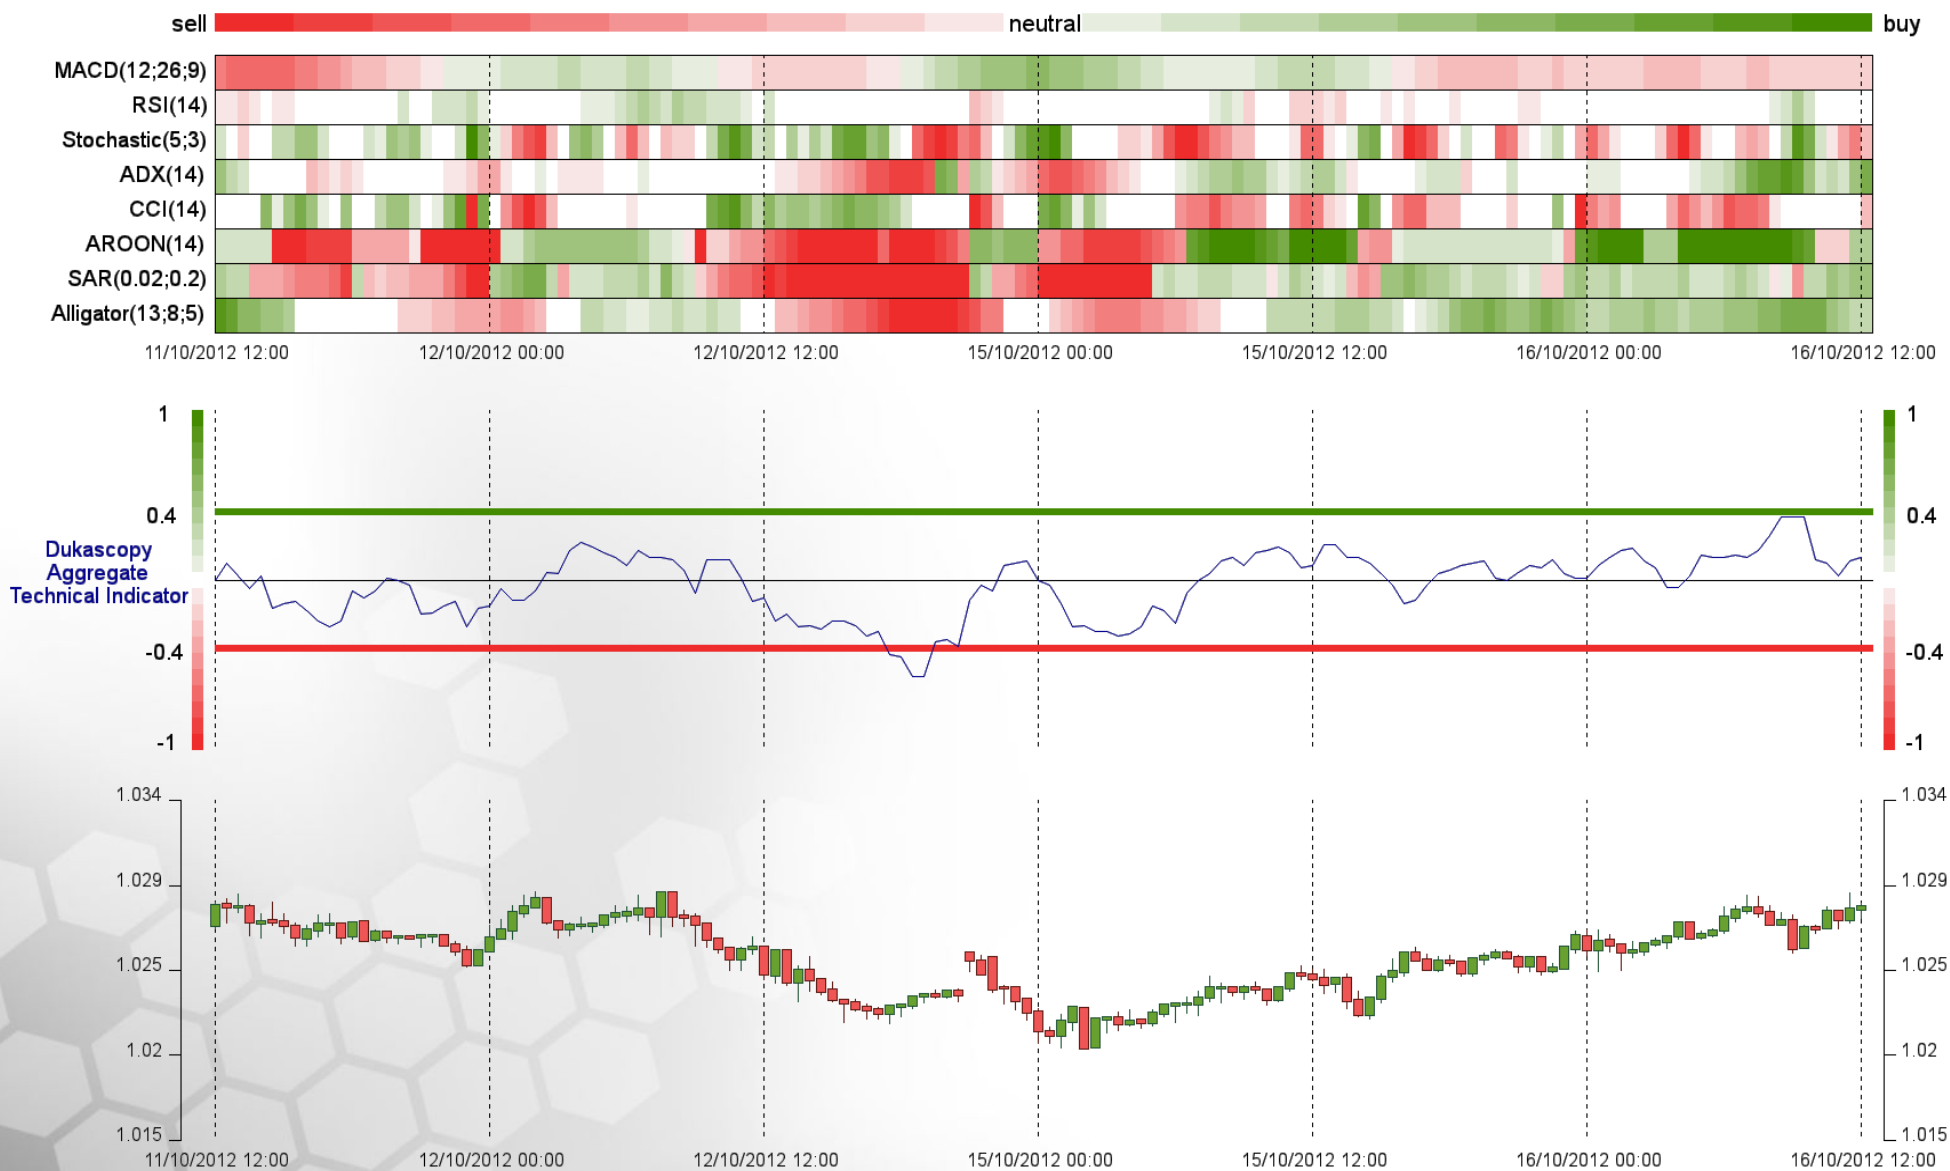 sell neutral buy
MACD(12;26;9)
RSI(14)
Stochastic(5;3)
ADX(14)
CCI(14)
AROON(14)
SAR(0.02;0.2)
Alligator(13;8;5)
11/10/2012 12:00 12/10/2012 00:00 12/10/2012 12:00 15/10/2012 00:00 15/10/2012 12:00 16/10/2012 00:00 16/10/2012 12:00
1 1
0.4 0.4
Dukascopy
Aggregate
Technical Indicator
-0.4 -0.4
-1 -1
1.034 1.034
1.029 1.029
1.025 1.025
1.02 1.02
1.015 1.015
11/10/2012 12:00 12/10/2012 00:00 12/10/2012 12:00 15/10/2012 00:00 15/10/2012 12:00 16/10/2012 00:00 16/10/2012 12:00